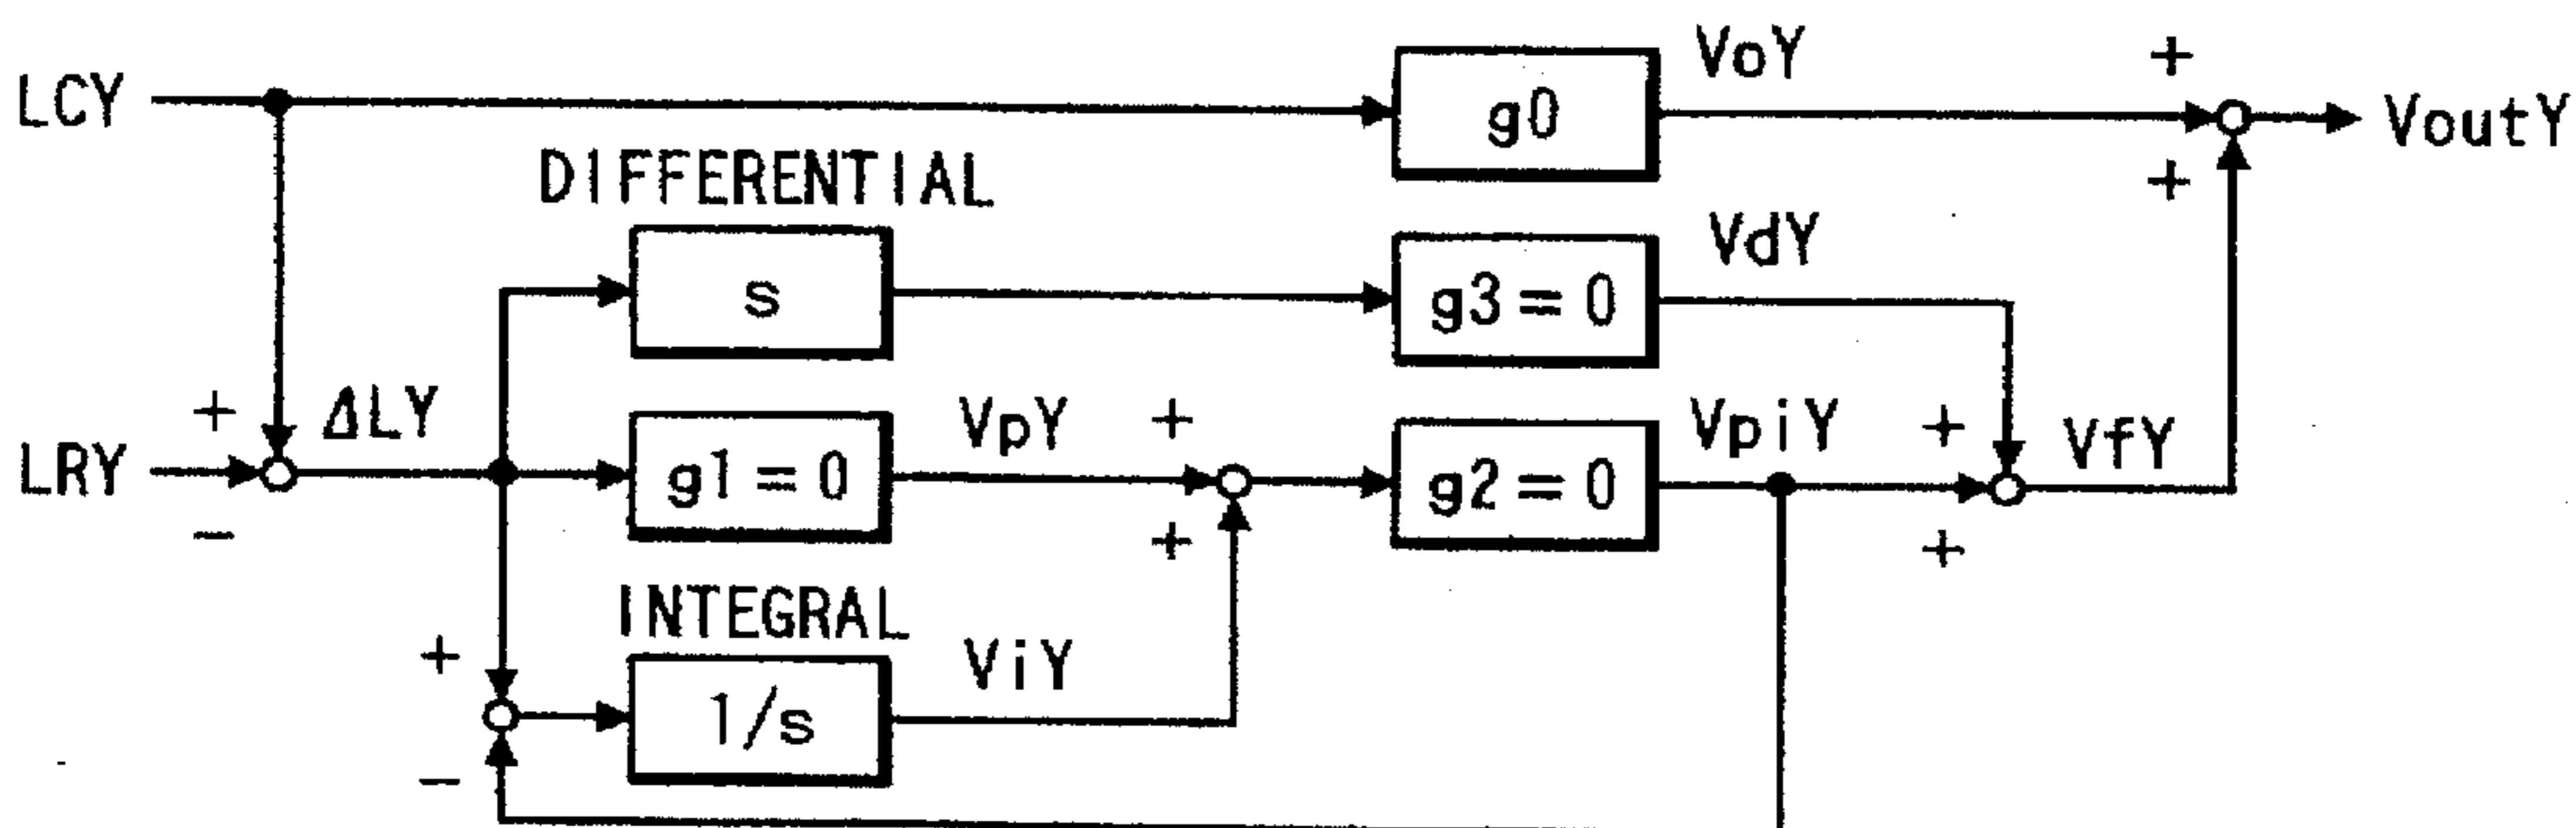 LCY
g0
VoY
+
+
VoutY
DIFFERENTIAL
s
g3 = 0
VdY
+
LRY
−
ΔLY
g1 = 0
VpY
+
+
g2 = 0
VpiY
+
+
VfY
INTEGRAL
+
−
1/s
ViY